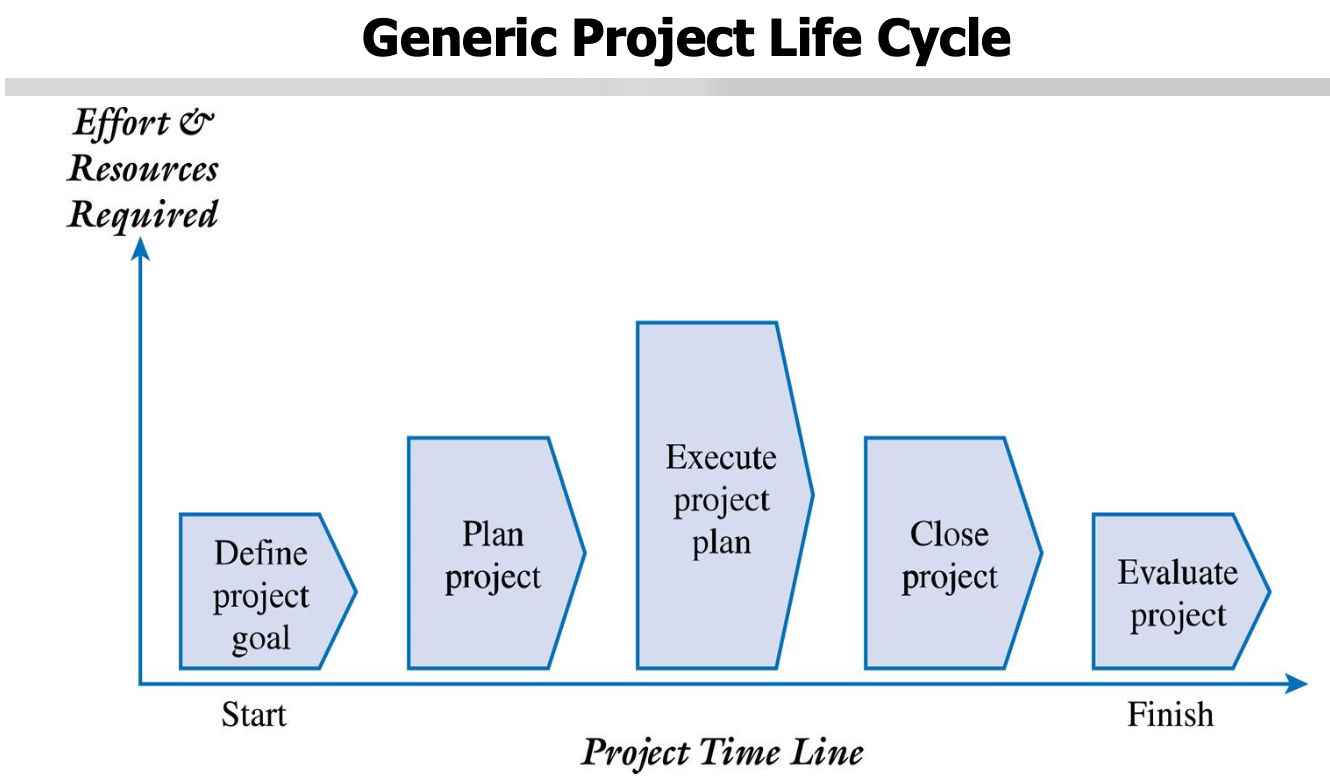 Generic Project Life Cycle
Effort &
Resources
Required
Define
project
goal
Plan
project
Execute
project
plan
Close
project
Evaluate
project
Start
Finish
Project Time Line